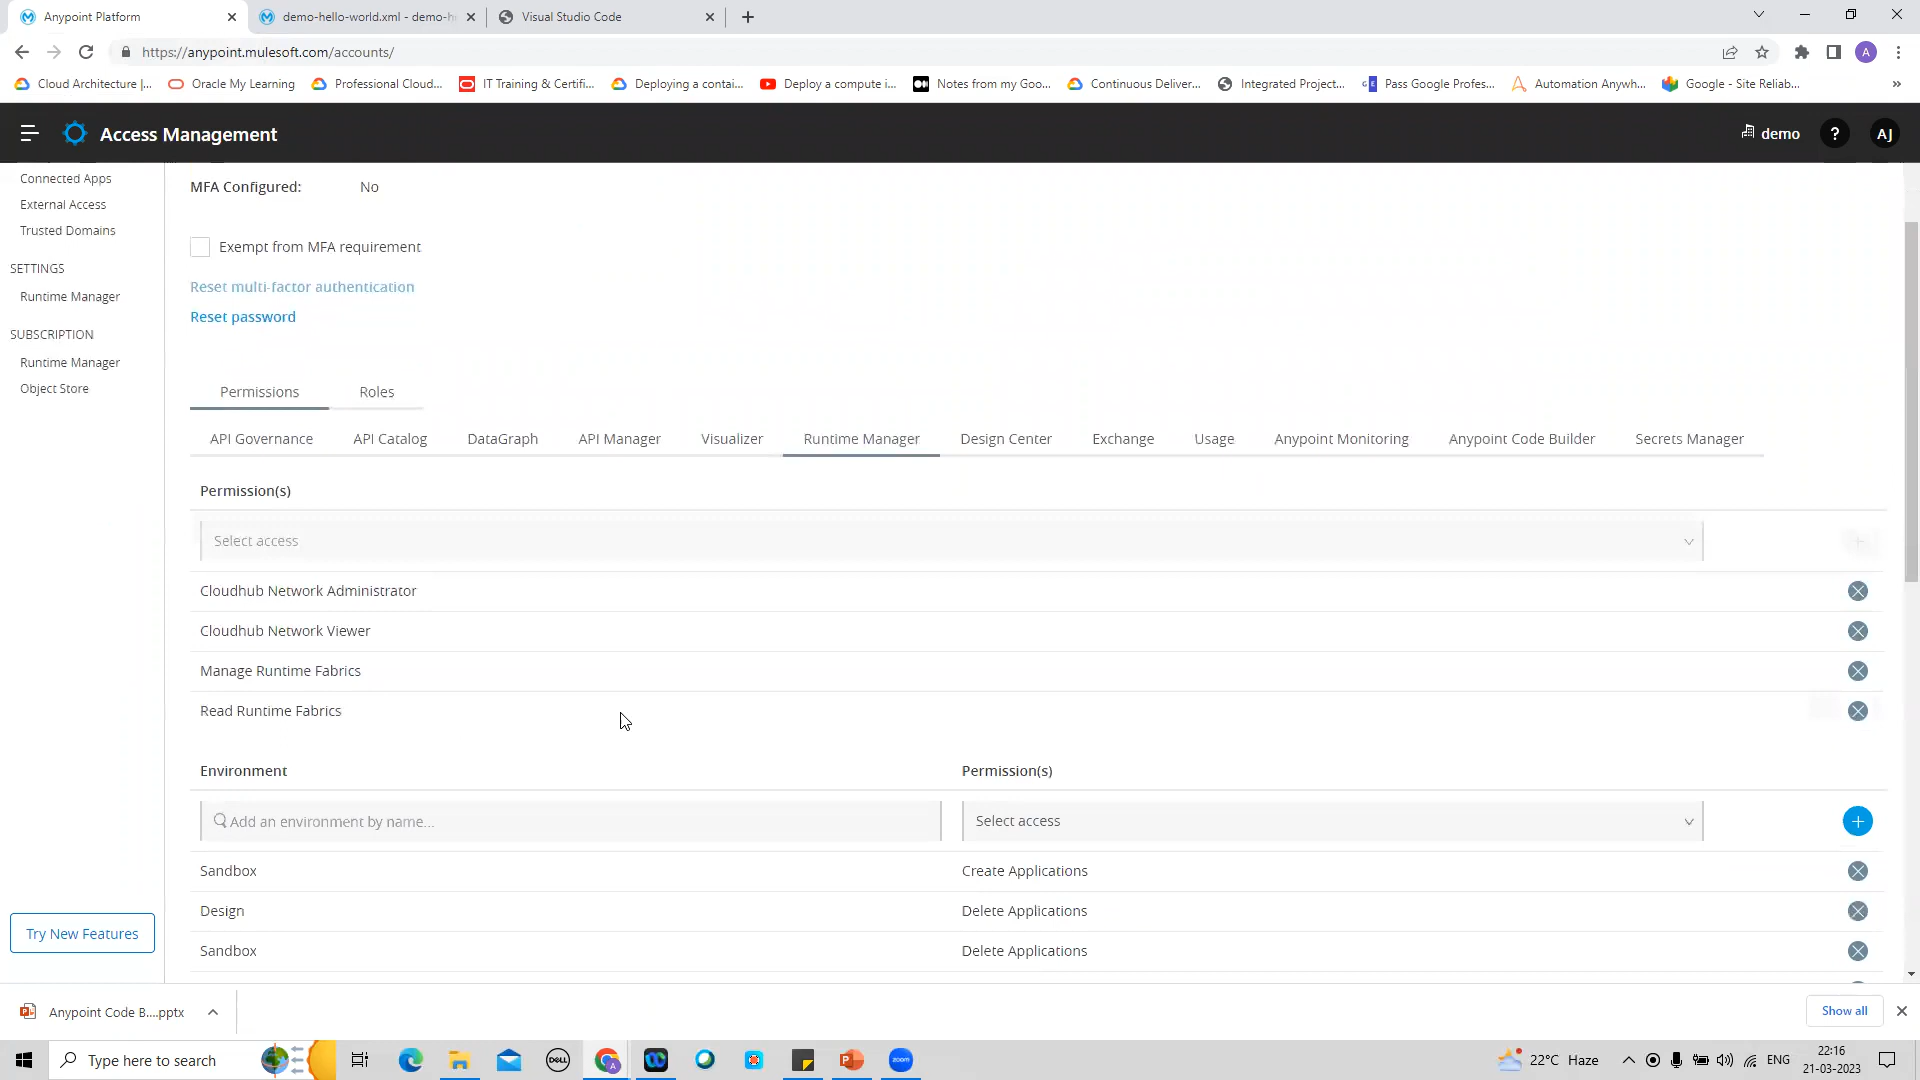 Anypoint Platform
demo-hello-world.xml - demo-h
Visual Studio Code
https://anypoint.mulesoft.com/accounts/
A
Cloud Architecture |...
Oracle My Learning
Professional Cloud...
IT Training & Certifi...
Deploying a contai...
Deploy a compute i...
Notes from my Goo...
Continuous Deliver...
Integrated Project...
Pass Google Profes...
Automation Anywh...
Google - Site Reliab...
»
Access Management
demo
?
AJ
Connected Apps
External Access
Trusted Domains
SETTINGS
Runtime Manager
SUBSCRIPTION
Runtime Manager
Object Store
Try New Features
MFA Configured: No
Exempt from MFA requirement
Reset multi-factor authentication
Reset password
Permissions Roles
API Governance API Catalog DataGraph API Manager Visualizer Runtime Manager Design Center Exchange Usage Anypoint Monitoring Anypoint Code Builder Secrets Manager
Permission(s)
Select access
Cloudhub Network Administrator
Cloudhub Network Viewer
Manage Runtime Fabrics
Read Runtime Fabrics
Environment Permission(s)
Add an environment by name... Select access
Sandbox Create Applications
Design Delete Applications
Sandbox Delete Applications
Anypoint Code B....pptx
Show all
Type here to search
DELL
A
zoom
22°C Haze
ENG
22:16
21-03-2023